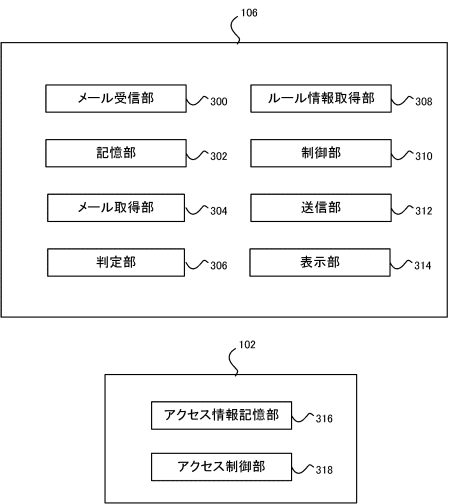 106
メール受信部 300 ルール情報取得部 308
記憶部 302 制御部 310
メール取得部 304 送信部 312
判定部 306 表示部 314
102
アクセス情報記憶部 316
アクセス制御部 318